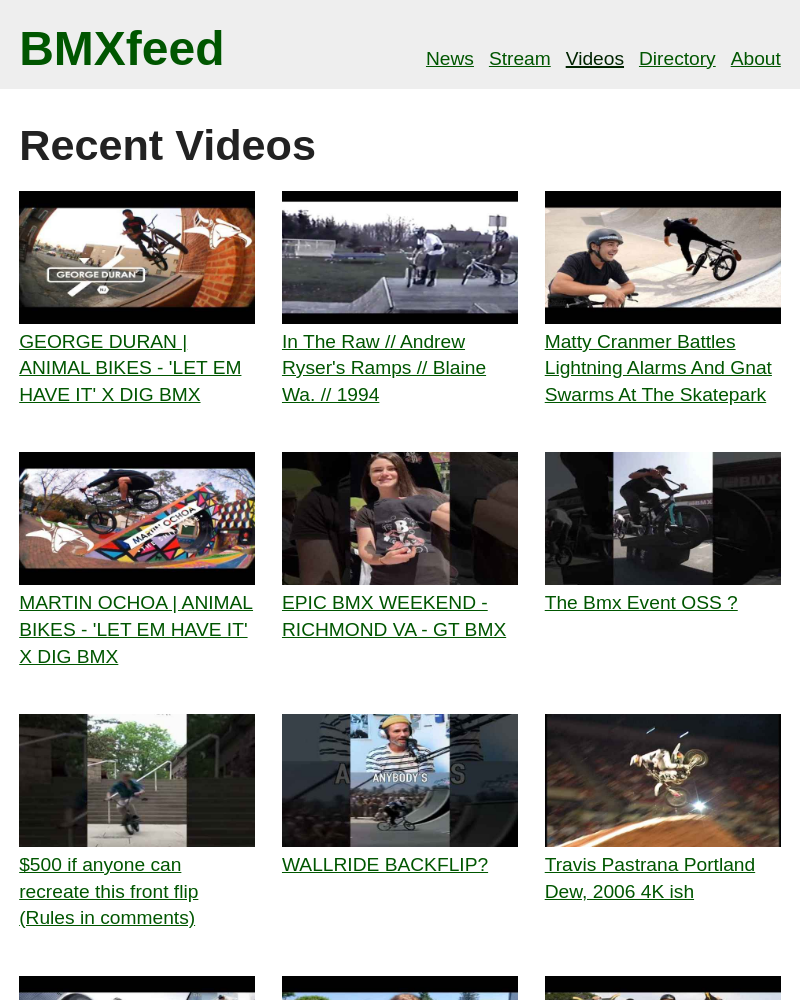 BMXfeed
News Stream Videos Directory About
Recent Videos
GEORGE DURAN
GEORGE DURAN |
ANIMAL BIKES - 'LET EM
HAVE IT' X DIG BMX
In The Raw // Andrew
Ryser's Ramps // Blaine
Wa. // 1994
Matty Cranmer Battles
Lightning Alarms And Gnat
Swarms At The Skatepark
MARTIN OCHOA
MARTIN OCHOA | ANIMAL
BIKES - 'LET EM HAVE IT'
X DIG BMX
EPIC BMX WEEKEND -
RICHMOND VA - GT BMX
The Bmx Event OSS ?
$500 if anyone can
recreate this front flip
(Rules in comments)
ANYBODY S
WALLRIDE BACKFLIP?
Travis Pastrana Portland
Dew, 2006 4K ish